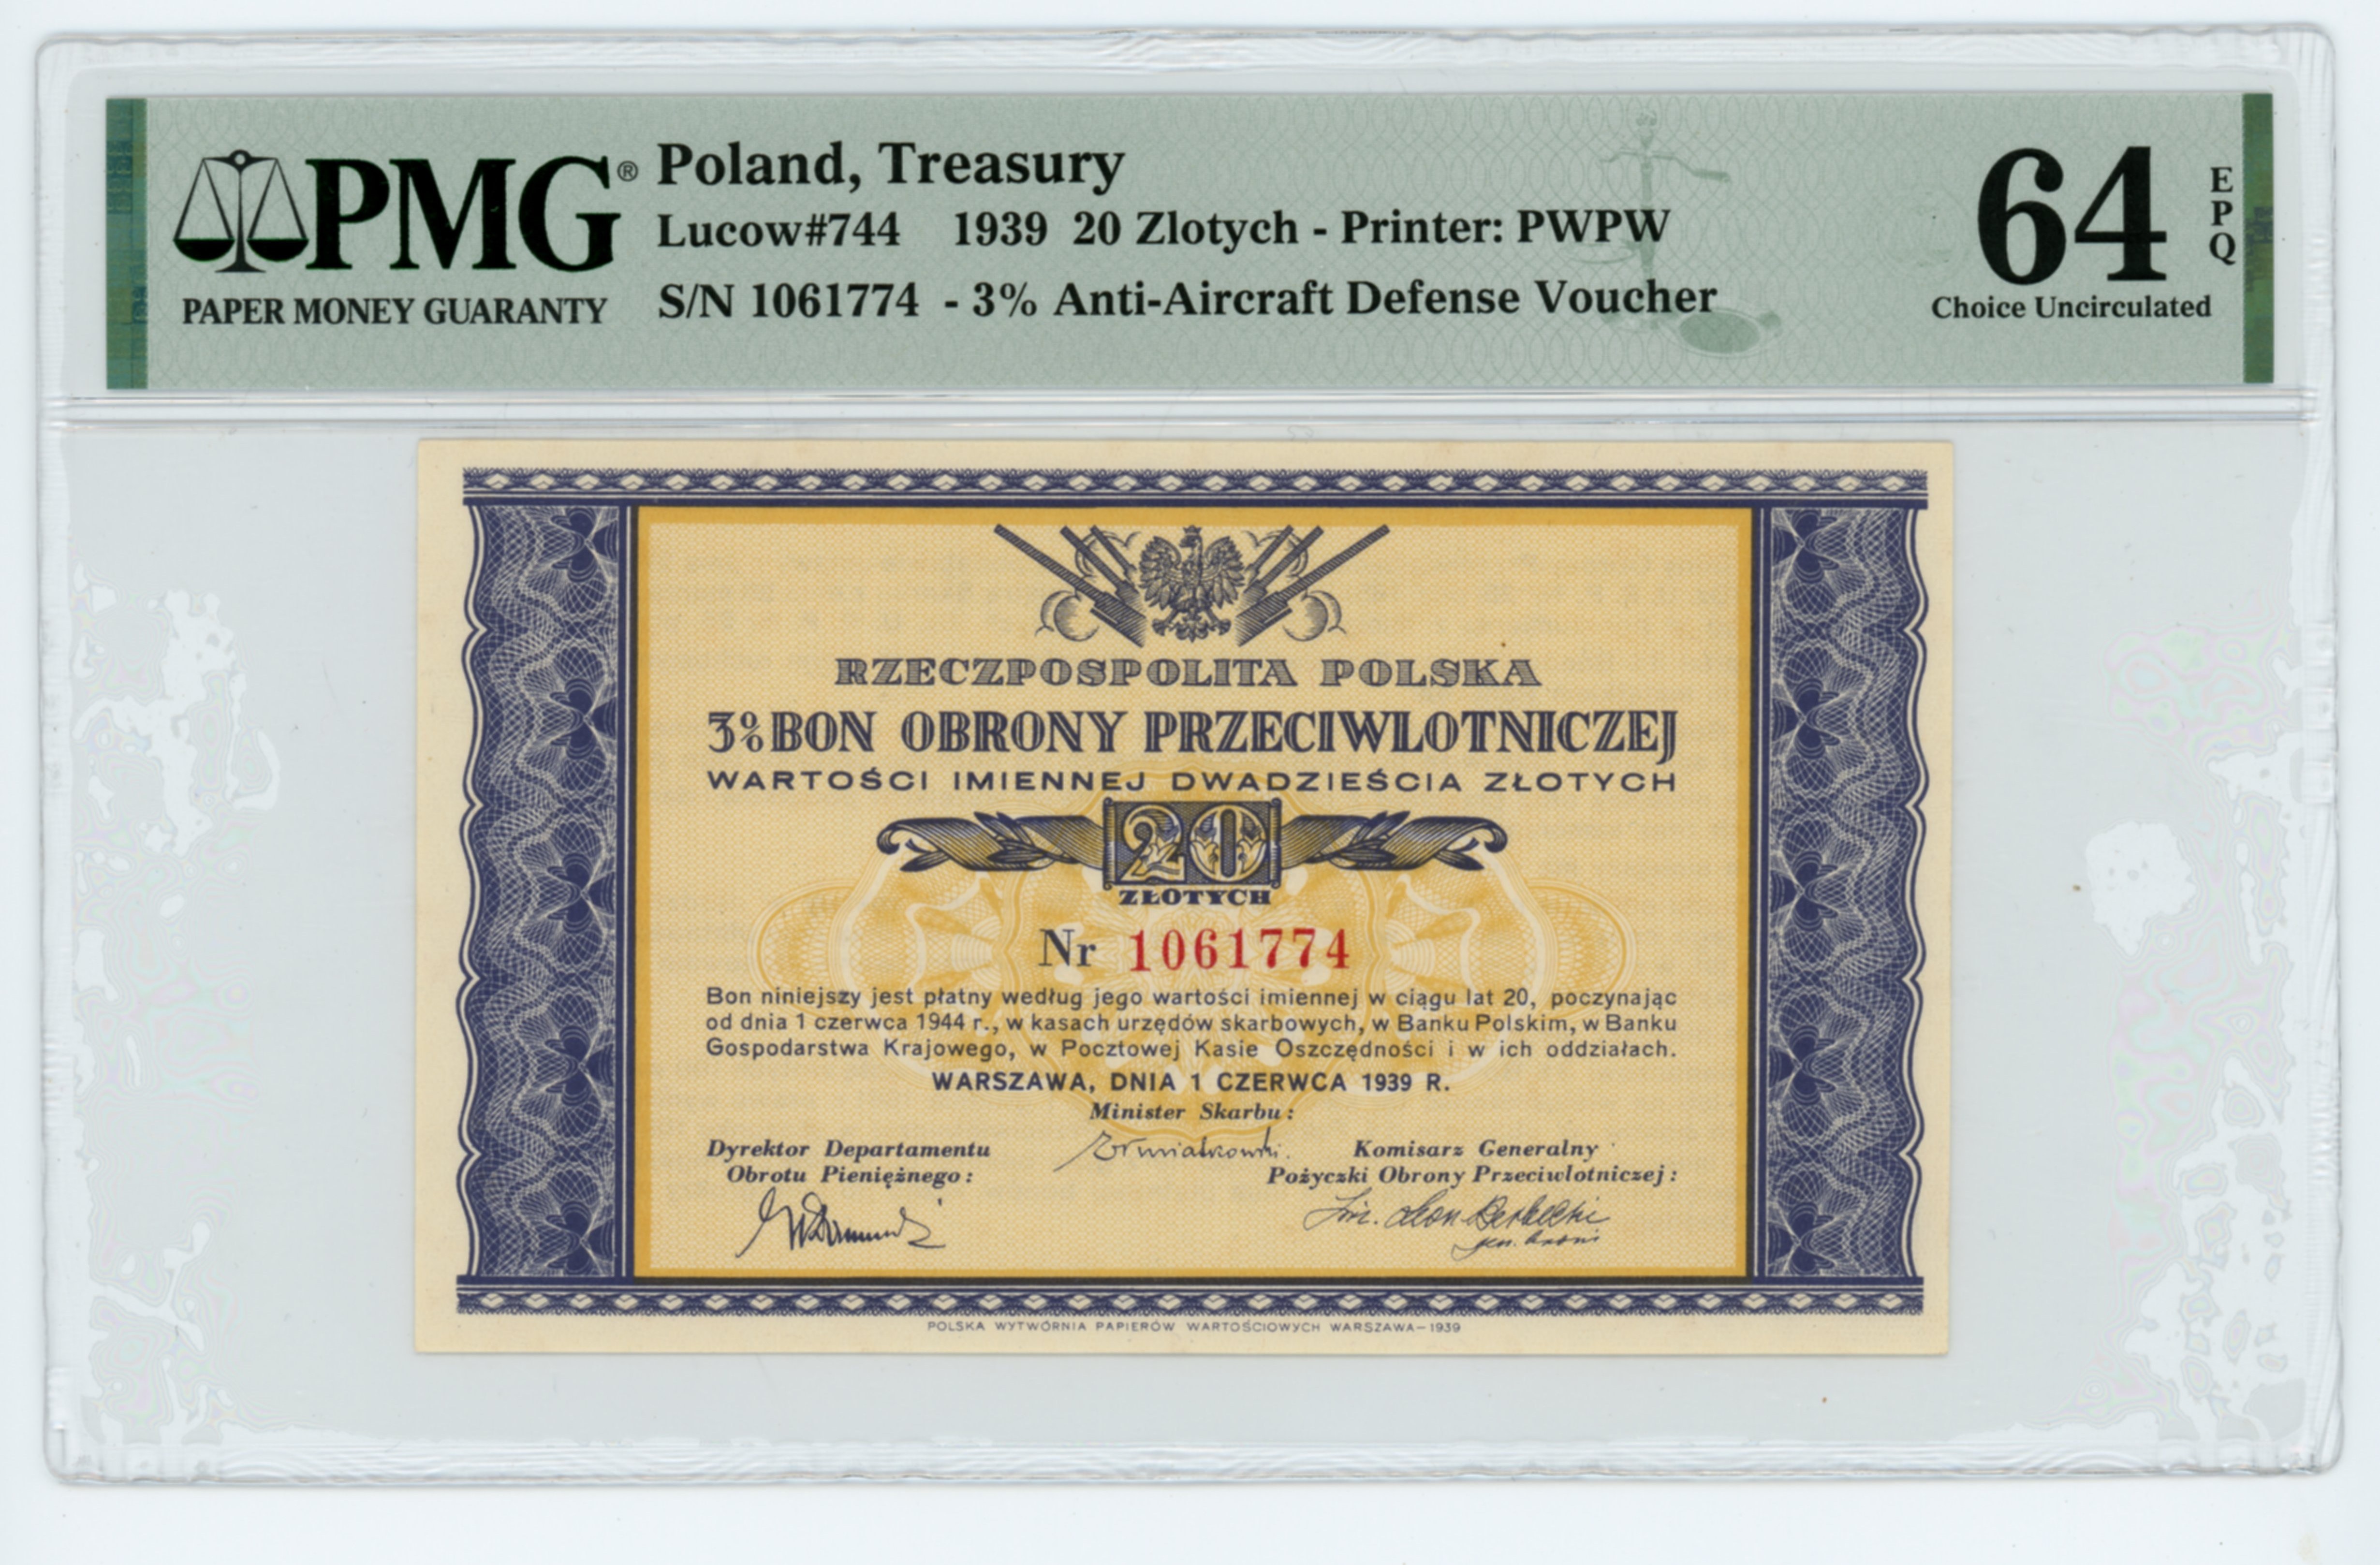 PMG®
PAPER MONEY GUARANTY
Poland, Treasury
Lucow#744 1939 20 Zlotych - Printer: PWPW
S/N 1061774 - 3% Anti-Aircraft Defense Voucher
64
EPQ
Choice Uncirculated
RZECZPOSPOLITA POLSKA
3% BON OBRONY PRZECIWLOTNICZEJ
WARTOŚCI IMIENNEJ DWADZIEŚCIA ZŁOTYCH
20
ZŁOTYCH
Nr 1061774
Bon niniejszy jest płatny według jego wartości imiennej w ciągu lat 20, poczynając
od dnia 1 czerwca 1944 r., w kasach urzędów skarbowych, w Banku Polskim, w Banku
Gospodarstwa Krajowego, w Pocztowej Kasie Oszczędności i w ich oddziałach.
WARSZAWA, DNIA 1 CZERWCA 1939 R.
Minister Skarbu:
Dyrektor Departamentu
Obrotu Pieniężnego:
Komisarz Generalny
Pożyczki Obrony Przeciwlotniczej:
POLSKA WYTWÓRNIA PAPIERÓW WARTOŚCIOWYCH WARSZAWA—1939